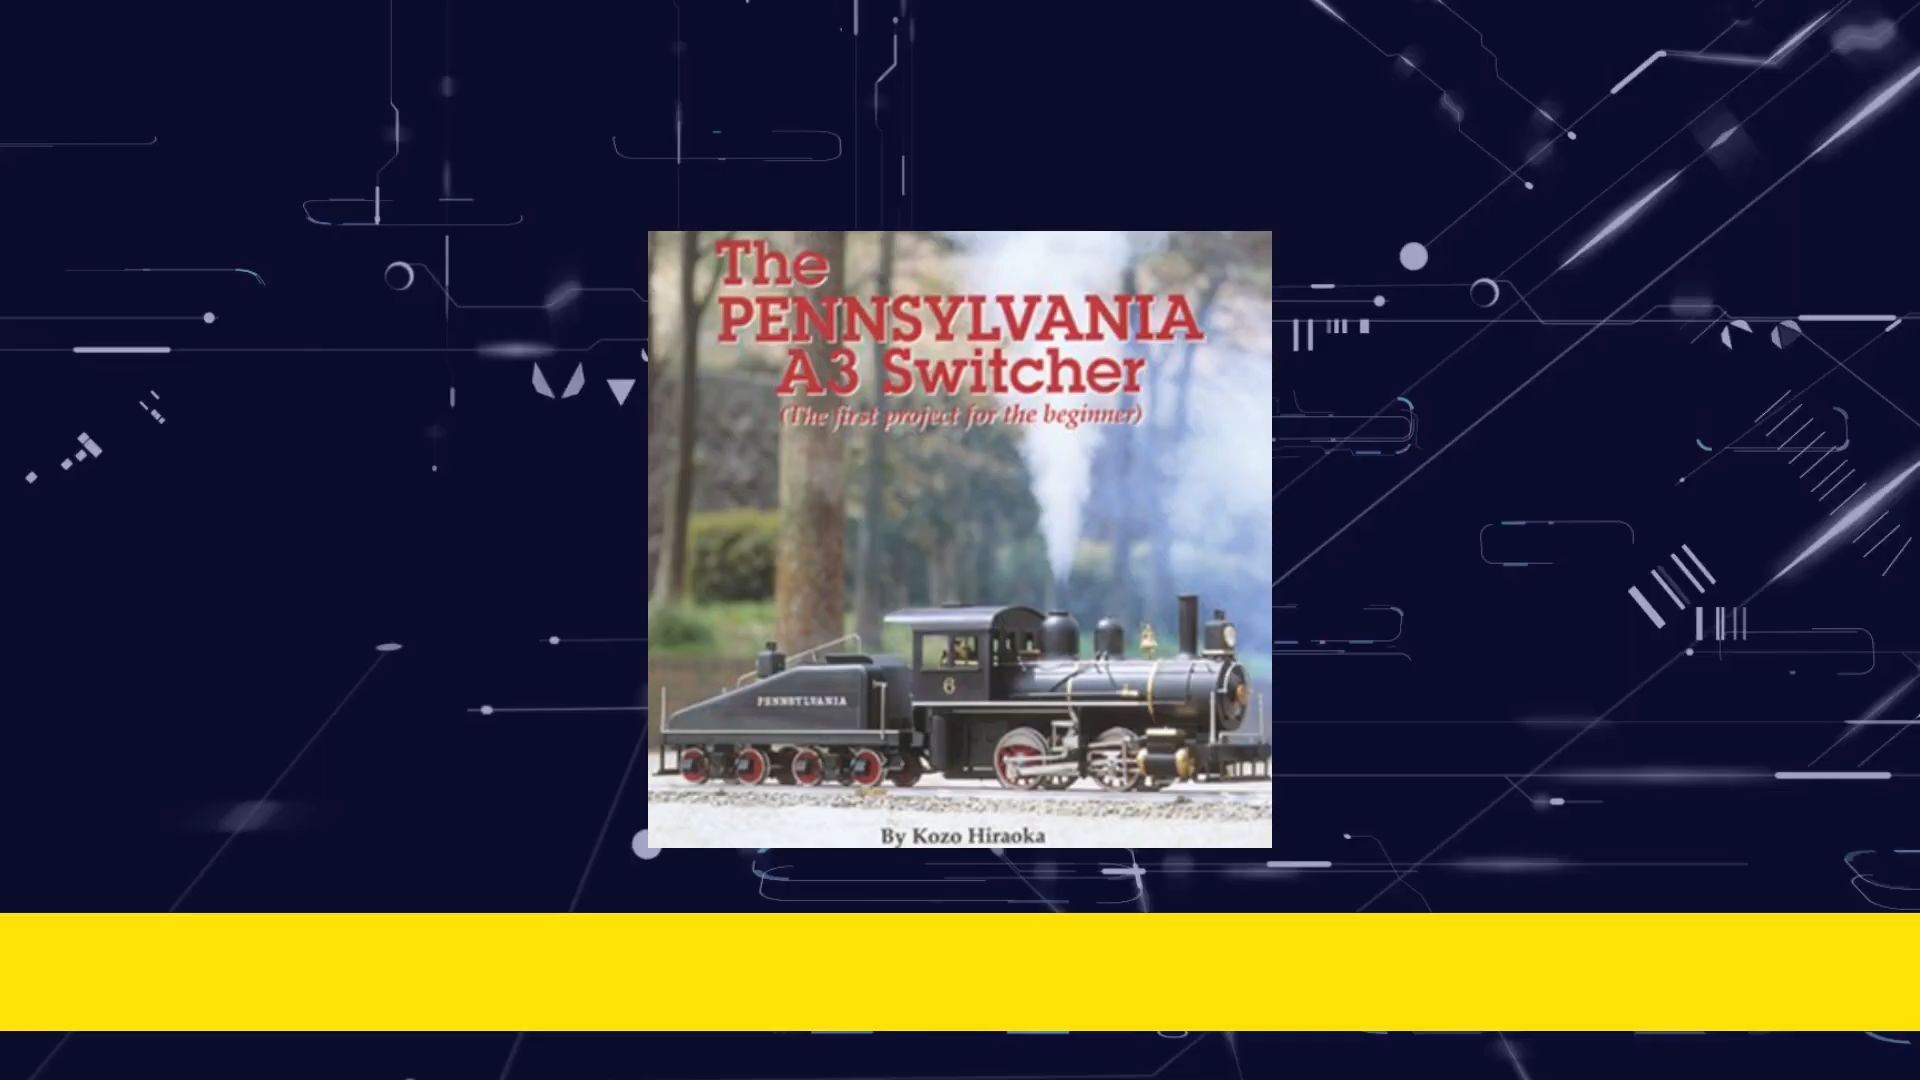 The
PENNSYLVANIA
A3 Switcher
(The first project for the beginner)
6
PENNSYLVANIA
By Kozo Hiraoka